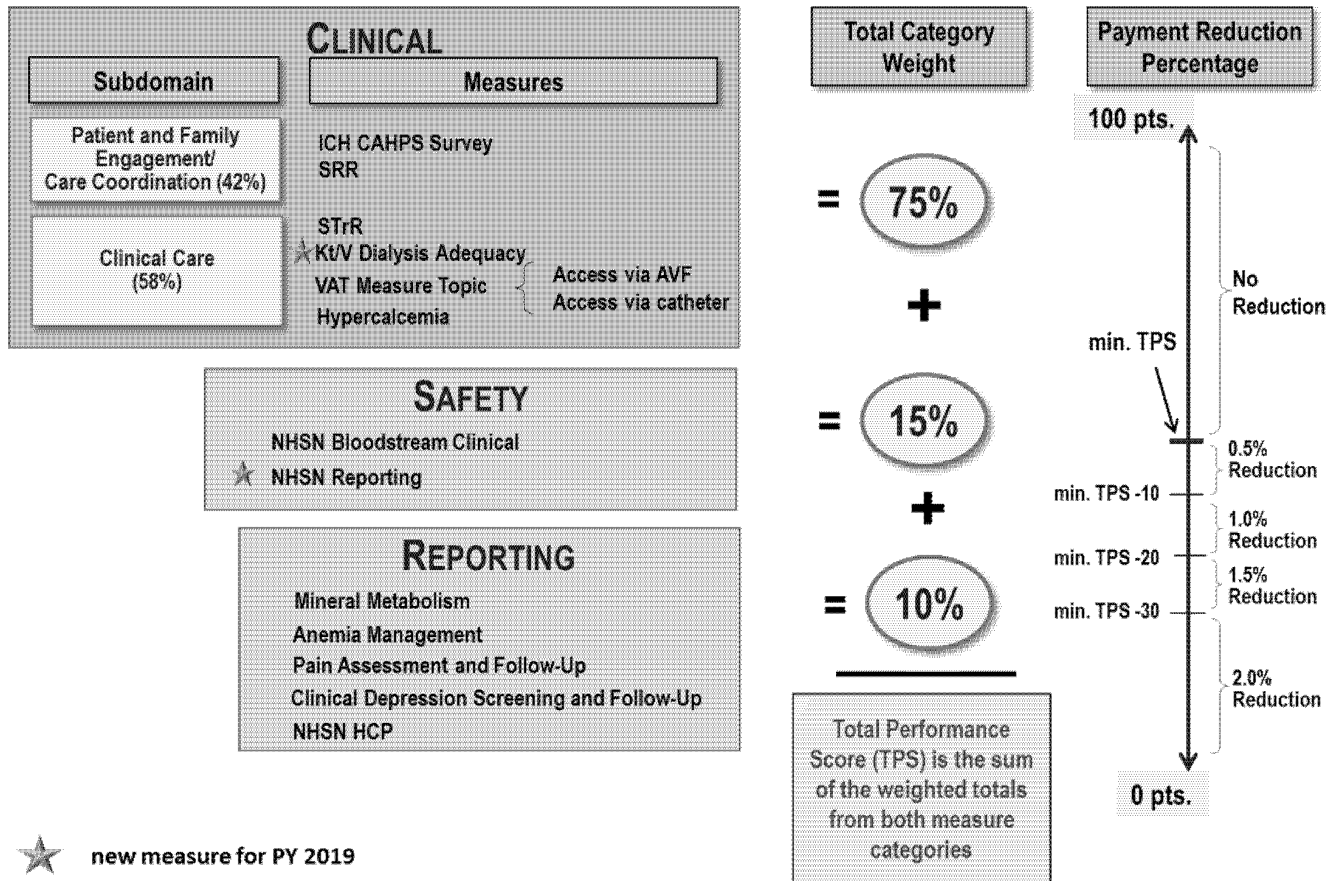 CLINICAL
Subdomain
Measures
Patient and Family
Engagement/
Care Coordination (42%)
ICH CAHPS Survey
SRR
Clinical Care
(58%)
STrR
Kt/V Dialysis Adequacy
VAT Measure Topic
Access via AVF
Access via catheter
Hypercalcemia
SAFETY
NHSN Bloodstream Clinical
NHSN Reporting
REPORTING
Mineral Metabolism
Anemia Management
Pain Assessment and Follow-Up
Clinical Depression Screening and Follow-Up
NHSN HCP
new measure for PY 2019
Total Category
Weight
= 75%
+
= 15%
+
= 10%
Total Performance
Score (TPS) is the sum
of the weighted totals
from both measure
categories
Payment Reduction
Percentage
100 pts.
No
Reduction
min. TPS
0.5%
Reduction
min. TPS -10
1.0%
Reduction
min. TPS -20
1.5%
Reduction
min. TPS -30
2.0%
Reduction
0 pts.